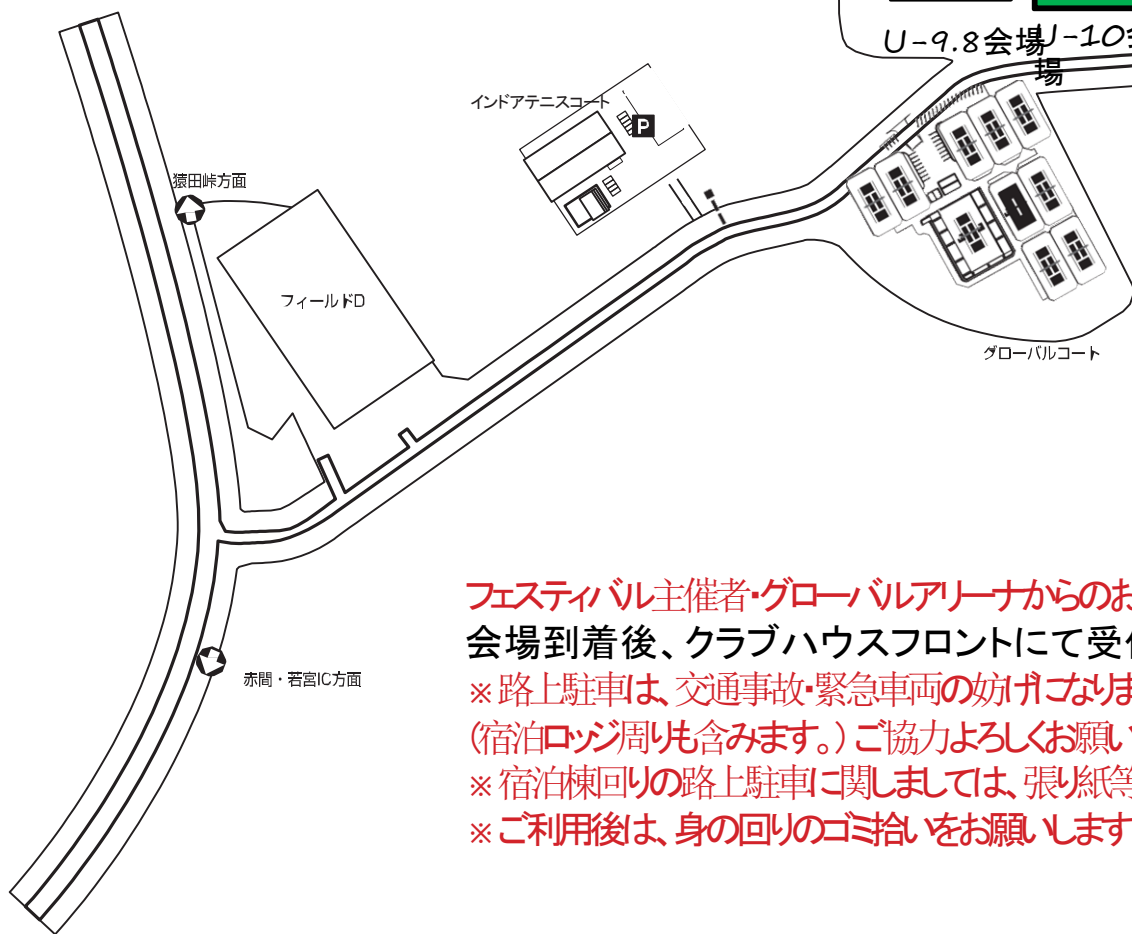 U-9.8会場
U-10会
場
インドアテニスコート
P
猿田峠方面
フィールドD
グローバルコート
赤間・若宮IC方面
フェスティバル主催者・グローバルアリーナからのお
会場到着後、クラブハウスフロントにて受付
※路上駐車は、交通事故・緊急車両の妨げになりま
(宿泊ロッジ周りも含みます。)ご協力よろしくお願い
※宿泊棟回りの路上駐車に関しましては、張り紙等
※ご利用後は、身の回りのゴミ拾いをお願いします